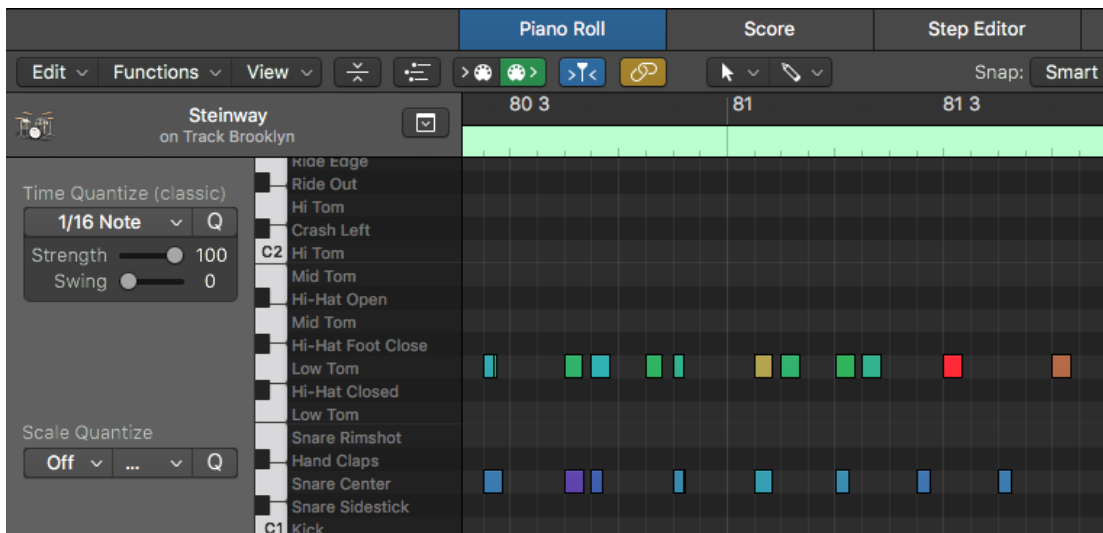 Piano Roll Score Step Editor
Edit Functions View Snap: Smart
Steinway
on Track Brooklyn
80 3 81 81 3
Time Quantize (classic)
1/16 Note Q
Strength 100
Swing 0
Scale Quantize
Off ... Q
Ride Edge
Ride Out
Hi Tom
Crash Left
C2 Hi Tom
Mid Tom
Hi-Hat Open
Mid Tom
Hi-Hat Foot Close
Low Tom
Hi-Hat Closed
Low Tom
Snare Rimshot
Hand Claps
Snare Center
Snare Sidestick
C1 Kick